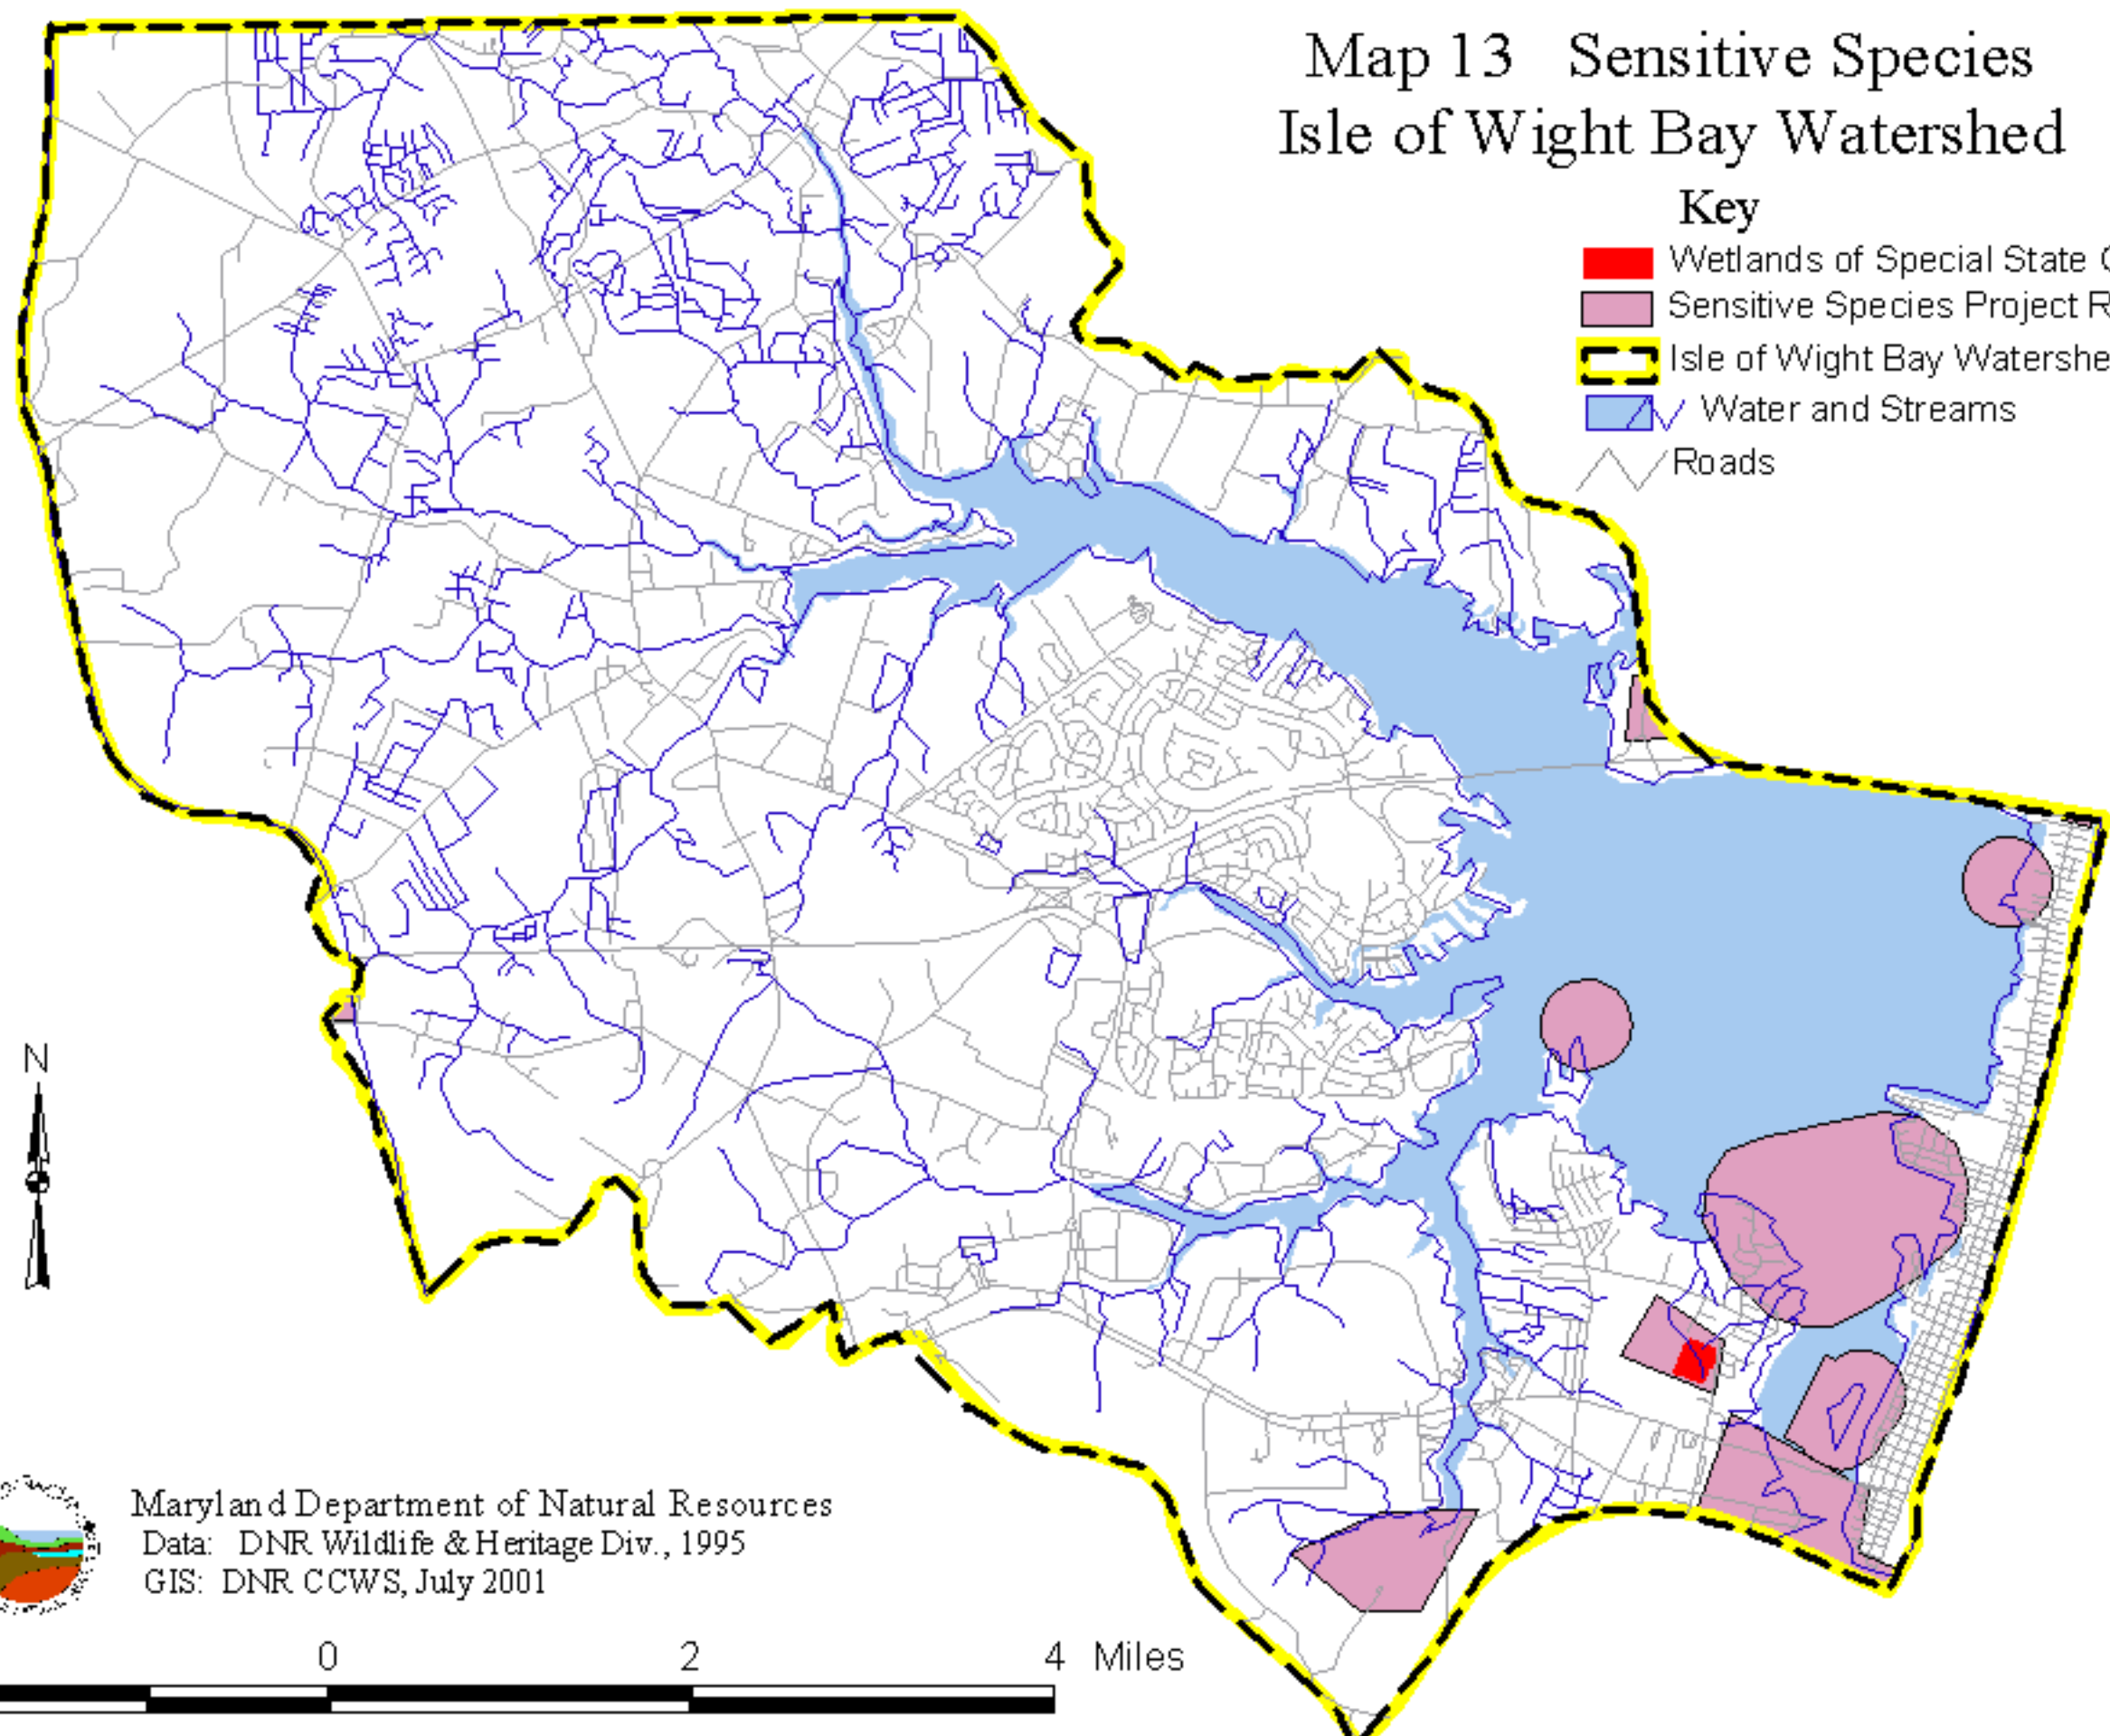 Map 13 Sensitive Species
Isle of Wight Bay Watershed
Key
Wetlands of Special State
Sensitive Species Project
Isle of Wight Bay
Water and Streams
Roads
N
Maryland Department of Natural Resources
Data: DNR Wildlife & Heritage Div., 1995
GIS: DNR CCWS, July 2001
0 2 4 Miles